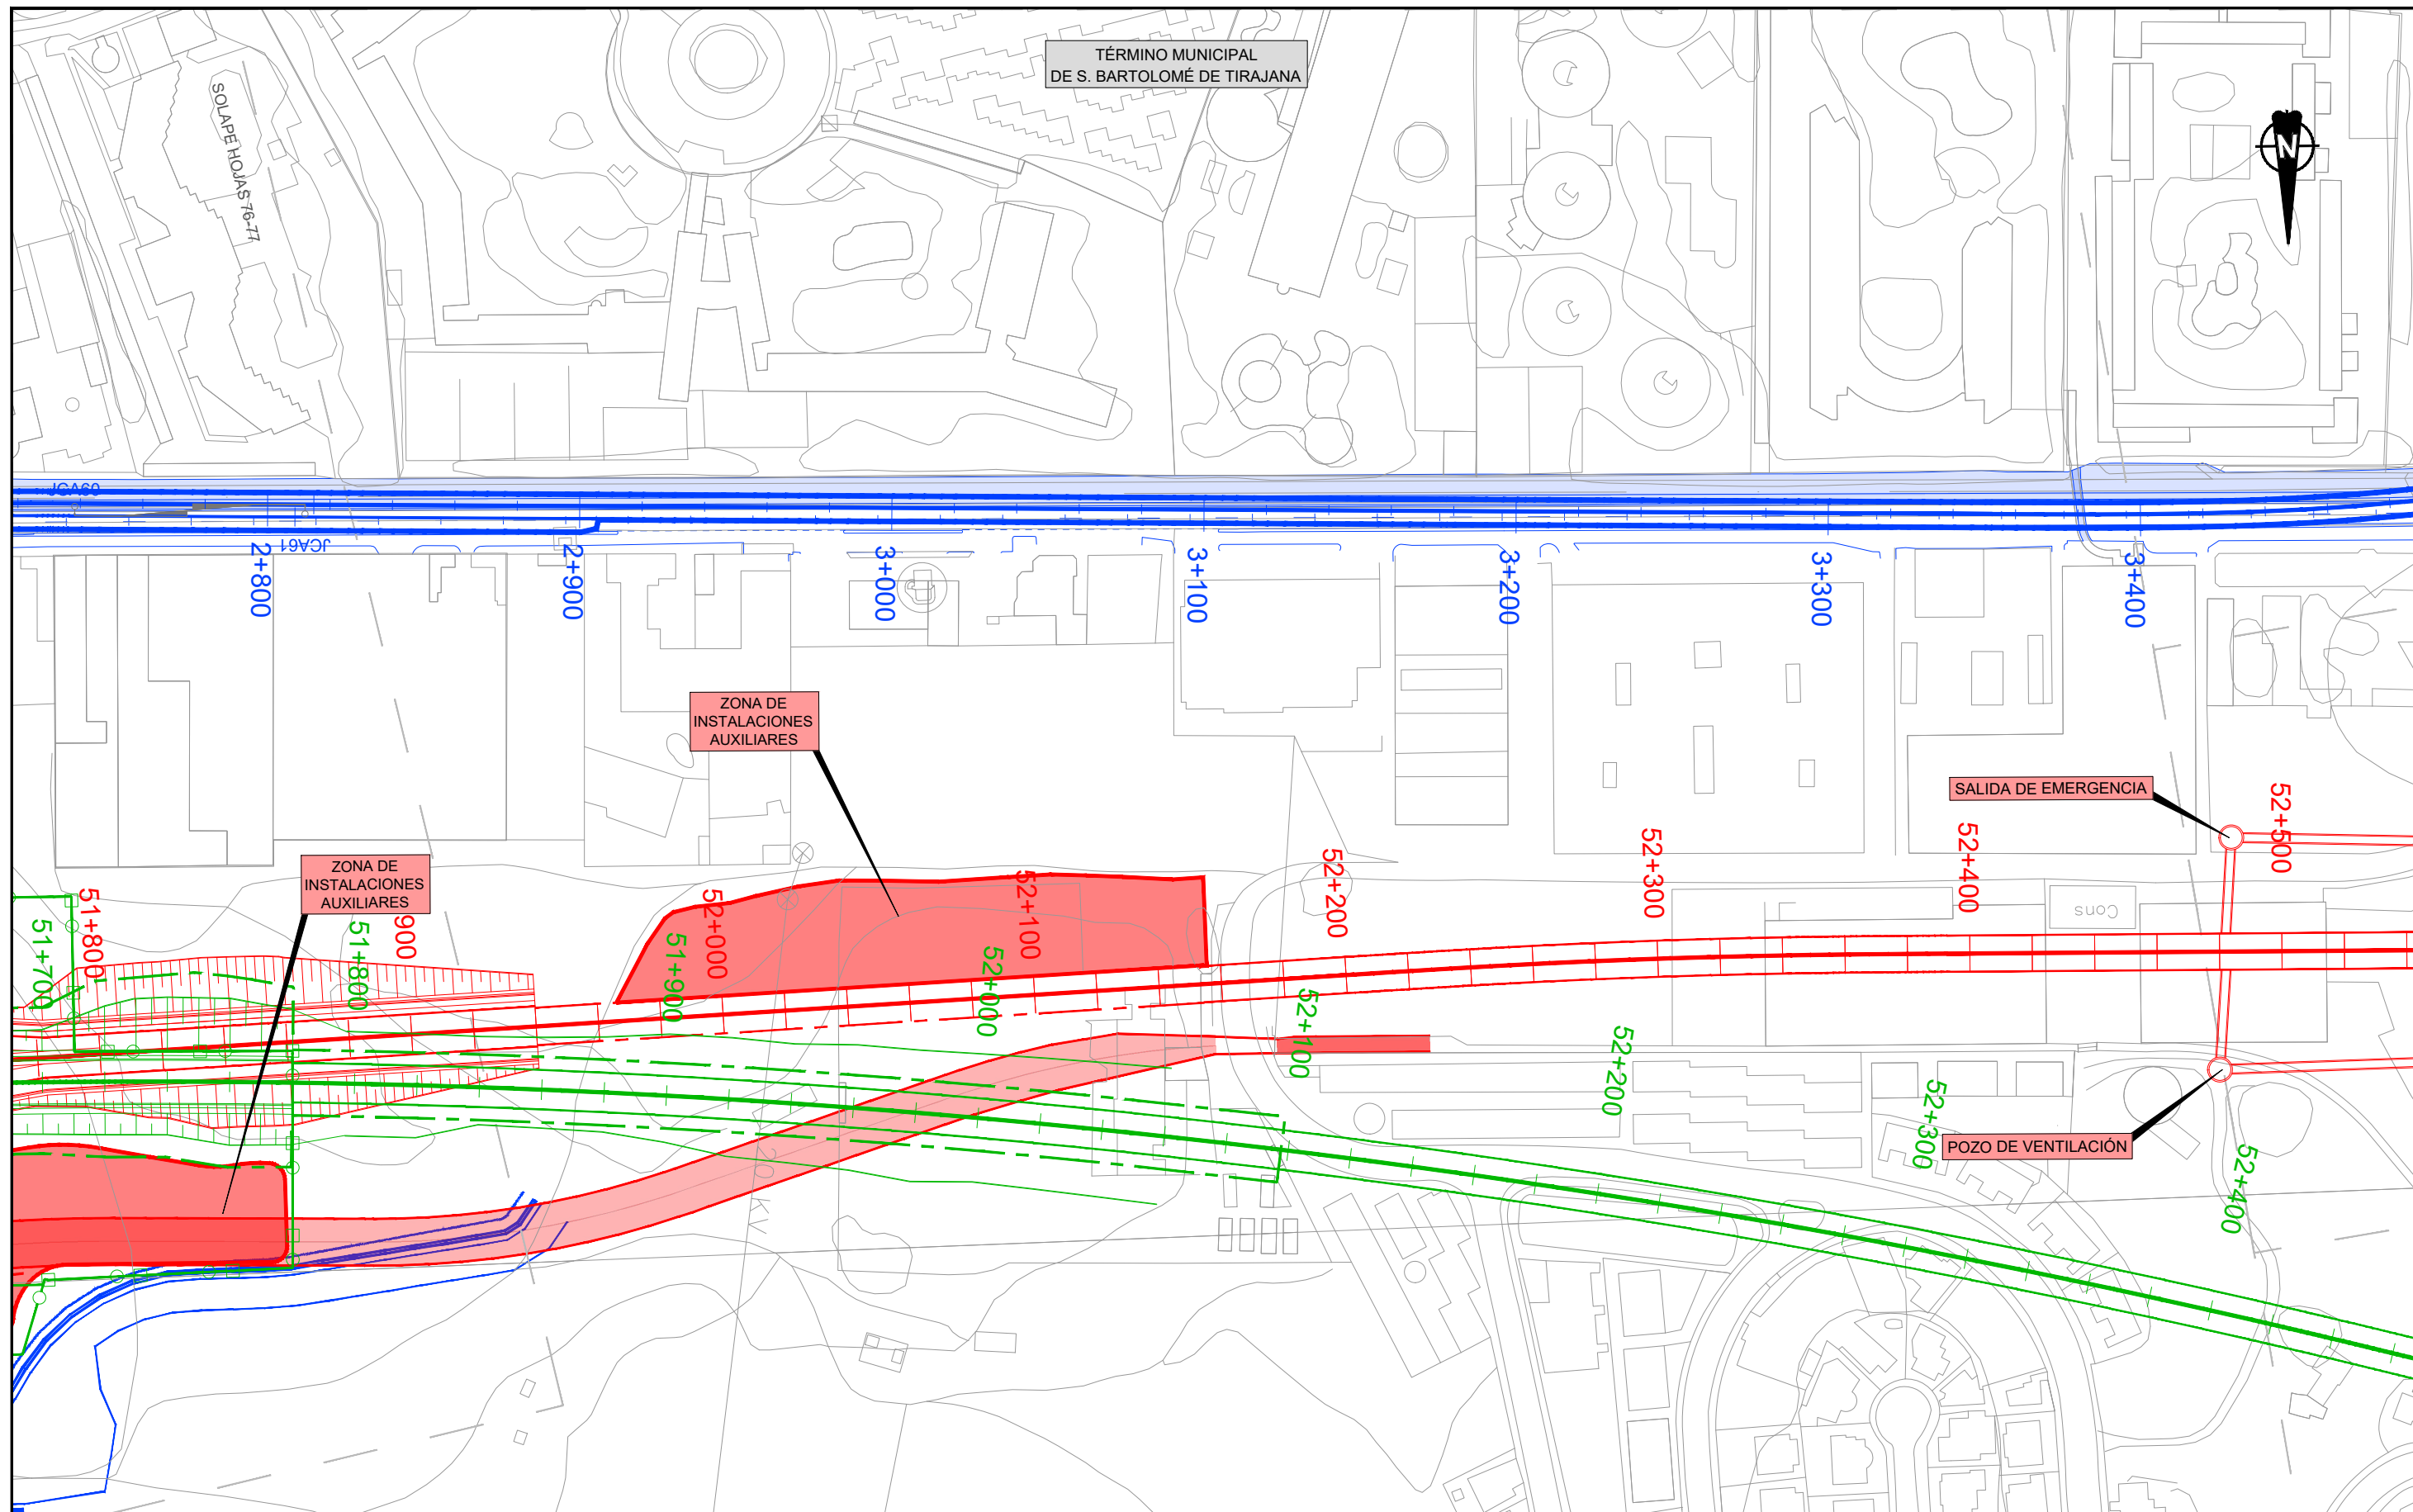 TÉRMINO MUNICIPAL
DE S. BARTOLOMÉ DE TIRAJANA
SOLAPE HOJAS 76-77
N
JCA60
JCA61
2+800
2+900
3+000
3+100
3+200
3+300
3+400
ZONA DE
INSTALACIONES
AUXILIARES
SALIDA DE EMERGENCIA
ZONA DE
INSTALACIONES
AUXILIARES
51+800
900
52+000
52+100
52+200
52+300
52+400
52+500
Cons
51+700
51+800
51+900
52+000
52+100
52+200
52+300
52+400
POZO DE VENTILACIÓN